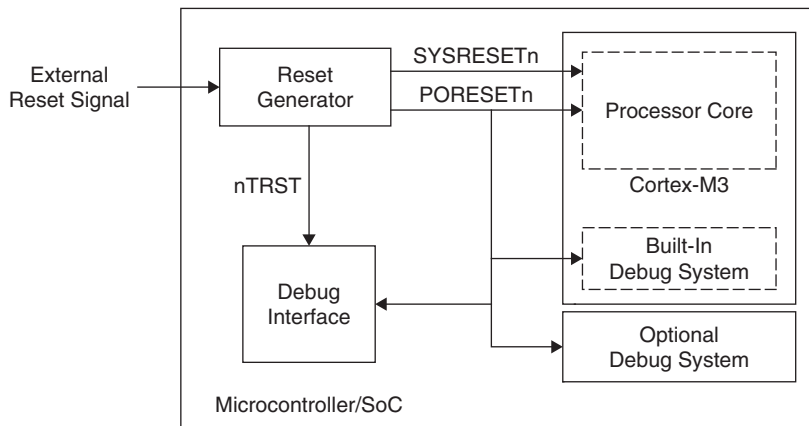 External
Reset Signal
Reset
Generator
SYSRESETn
PORESETn
Processor Core
Cortex-M3
nTRST
Built-In
Debug System
Debug
Interface
Optional
Debug System
Microcontroller/SoC